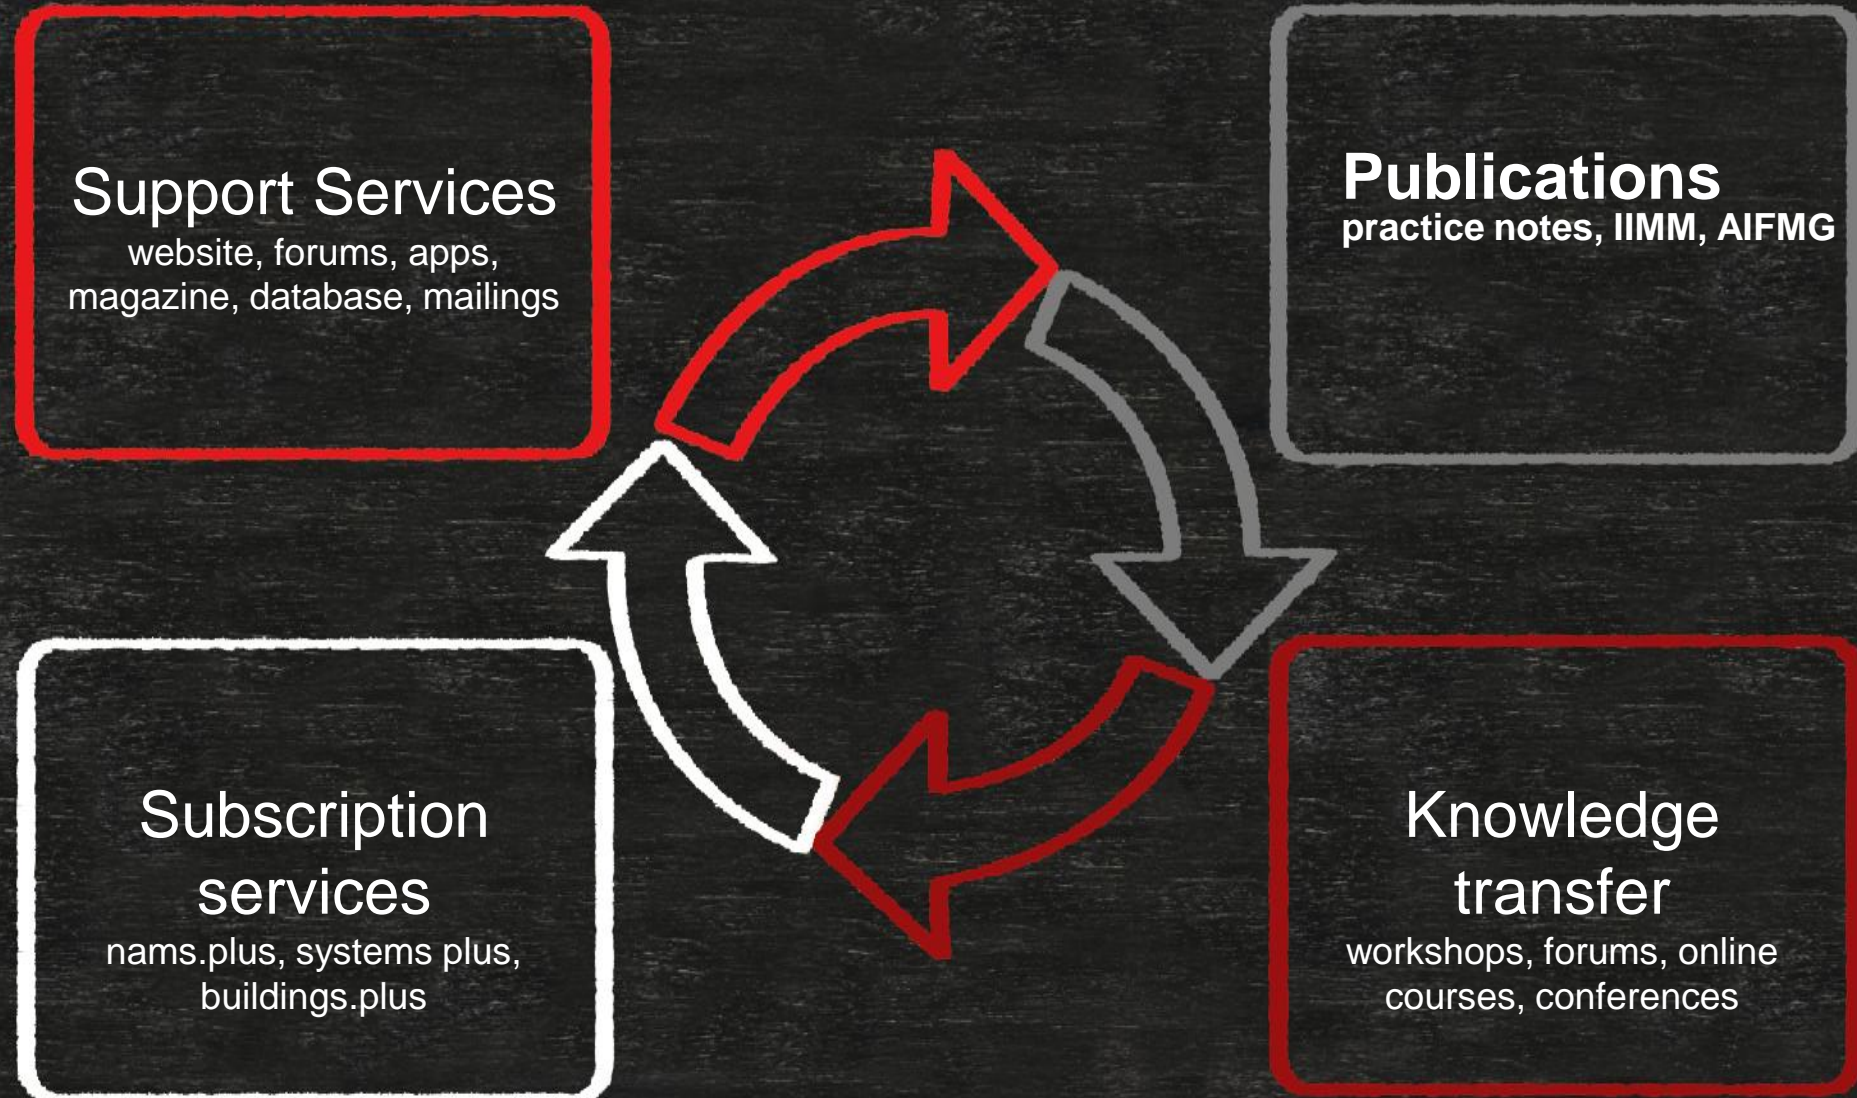 Support Services
website, forums, apps,
magazine, database, mailings
Publications
practice notes, IIMM, AIFMG
Subscription
services
nams.plus, systems plus,
buildings.plus
Knowledge
transfer
workshops, forums, online
courses, conferences